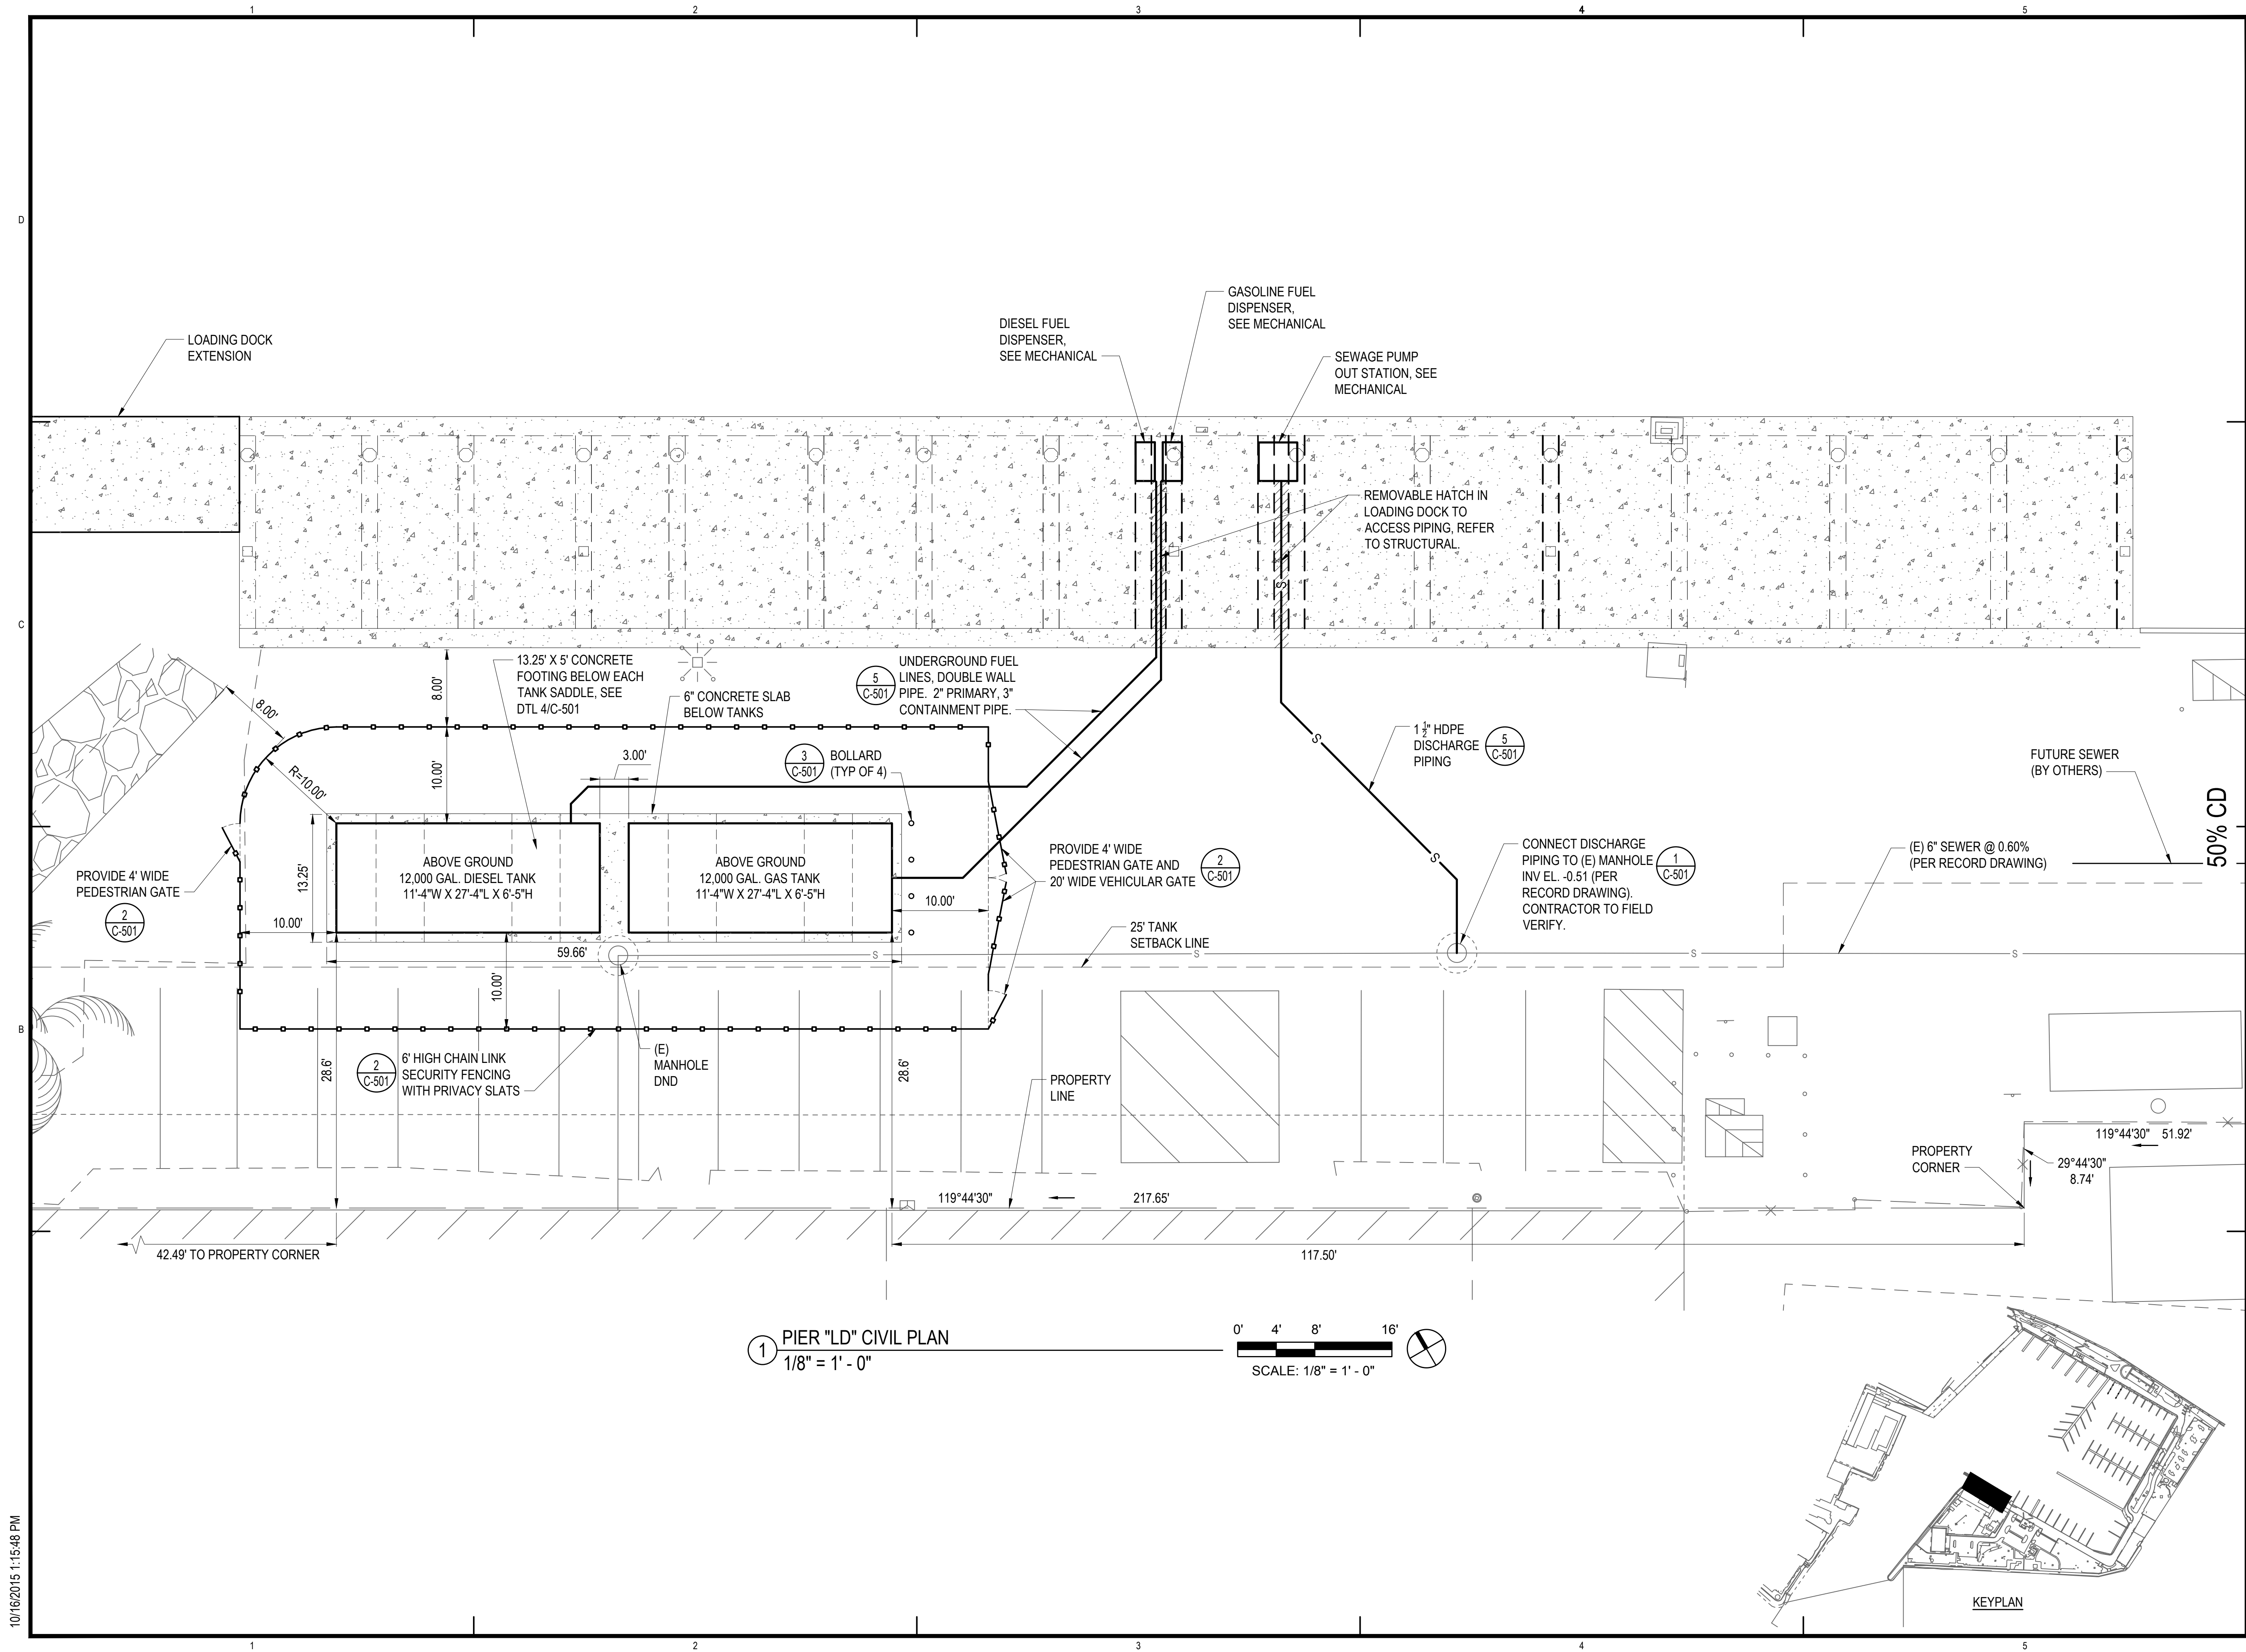 1
2
3
4
5
D
C
B
LOADING DOCK
EXTENSION
DIESEL FUEL
DISPENSER,
SEE MECHANICAL
GASOLINE FUEL
DISPENSER,
SEE MECHANICAL
SEWAGE PUMP
OUT STATION, SEE
MECHANICAL
REMOVABLE HATCH IN
LOADING DOCK TO
ACCESS PIPING, REFER
TO STRUCTURAL.
S
13.25' X 5' CONCRETE
FOOTING BELOW EACH
TANK SADDLE, SEE
DTL 4/C-501
6" CONCRETE SLAB
BELOW TANKS
5
C-501
UNDERGROUND FUEL
LINES, DOUBLE WALL
PIPE. 2" PRIMARY, 3"
CONTAINMENT PIPE.
8.00'
8.00'
R=10.00'
10.00'
3.00'
3
C-501
BOLLARD
(TYP OF 4)
S
S
1 1/2" HDPE
DISCHARGE
PIPING
5
C-501
FUTURE SEWER
(BY OTHERS)
50% CD
PROVIDE 4' WIDE
PEDESTRIAN GATE
2
C-501
13.25'
10.00'
ABOVE GROUND
12,000 GAL. DIESEL TANK
11'-4"W X 27'-4"L X 6'-5"H
ABOVE GROUND
12,000 GAL. GAS TANK
11'-4"W X 27'-4"L X 6'-5"H
10.00'
PROVIDE 4' WIDE
PEDESTRIAN GATE AND
20' WIDE VEHICULAR GATE
2
C-501
CONNECT DISCHARGE
PIPING TO (E) MANHOLE
INV EL. -0.51 (PER
RECORD DRAWING).
CONTRACTOR TO FIELD
VERIFY.
1
C-501
(E) 6" SEWER @ 0.60%
(PER RECORD DRAWING)
25' TANK
SETBACK LINE
59.66'
S
S
S
S
10.00'
28.6'
28.6'
2
C-501
6' HIGH CHAIN LINK
SECURITY FENCING
WITH PRIVACY SLATS
(E)
MANHOLE
DND
PROPERTY
LINE
119°44'30" 217.65'
PROPERTY
CORNER
119°44'30" 51.92'
29°44'30"
8.74'
42.49' TO PROPERTY CORNER
117.50'
1
PIER "LD" CIVIL PLAN
1/8" = 1' - 0"
0' 4' 8' 16'
SCALE: 1/8" = 1' - 0"
KEYPLAN
10/16/2015 1:15:48 PM
1
2
3
4
5